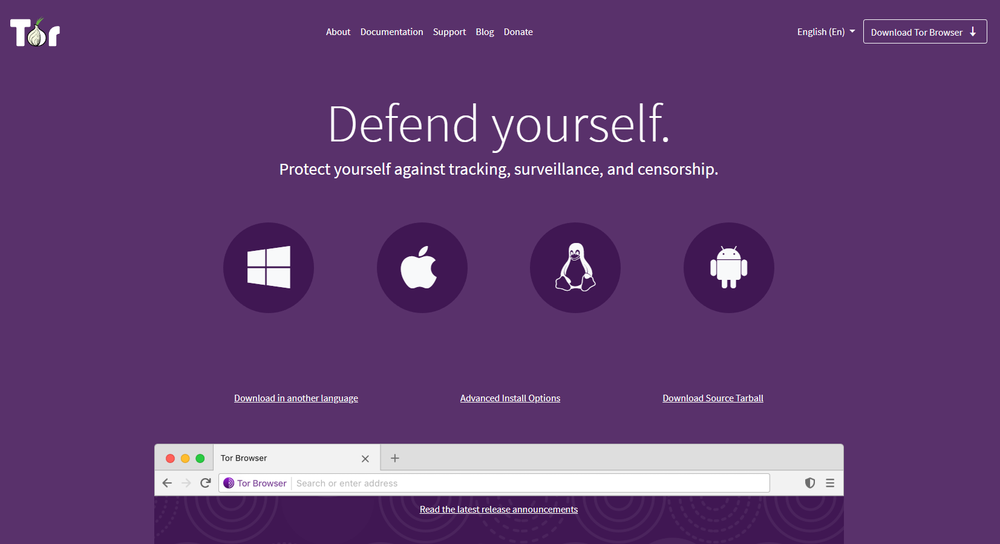 Tor
About Documentation Support Blog Donate
English (En)
Download Tor Browser
Defend yourself.
Protect yourself against tracking, surveillance, and censorship.
Download in another language
Advanced Install Options
Download Source Tarball
Tor Browser
Tor Browser
Search or enter address
Read the latest release announcements